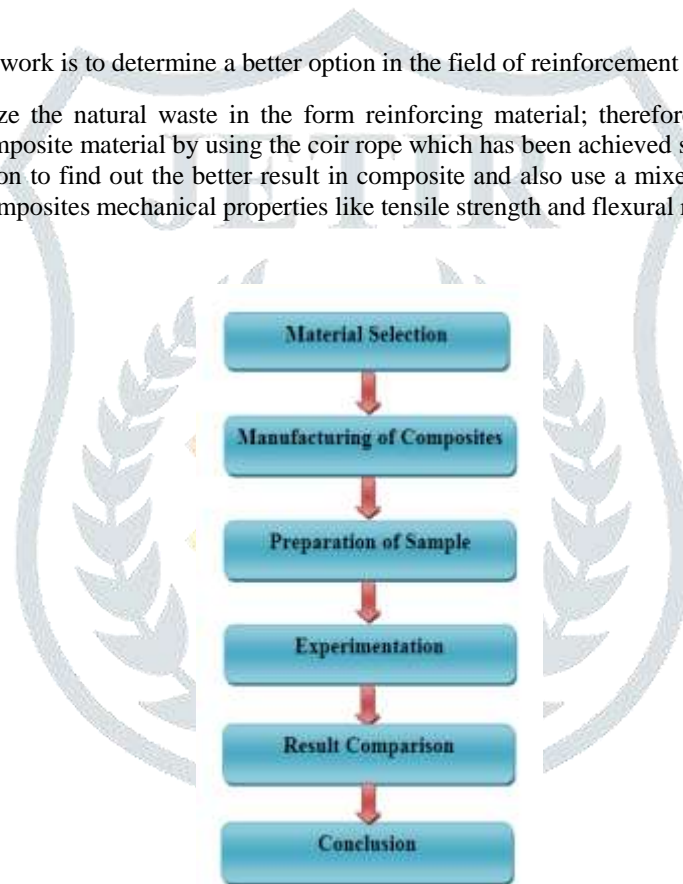 work is to determine a better option in the field of reinforcement
ze the natural waste in the form reinforcing material; therefor
mposite material by using the coir rope which has been achieved s
on to find out the better result in composite and also use a mixe
omposites mechanical properties like tensile strength and flexural
JETIR
Material Selection
Manufacturing of Composites
Preparation of Sample
Experimentation
Result Comparison
Conclusion